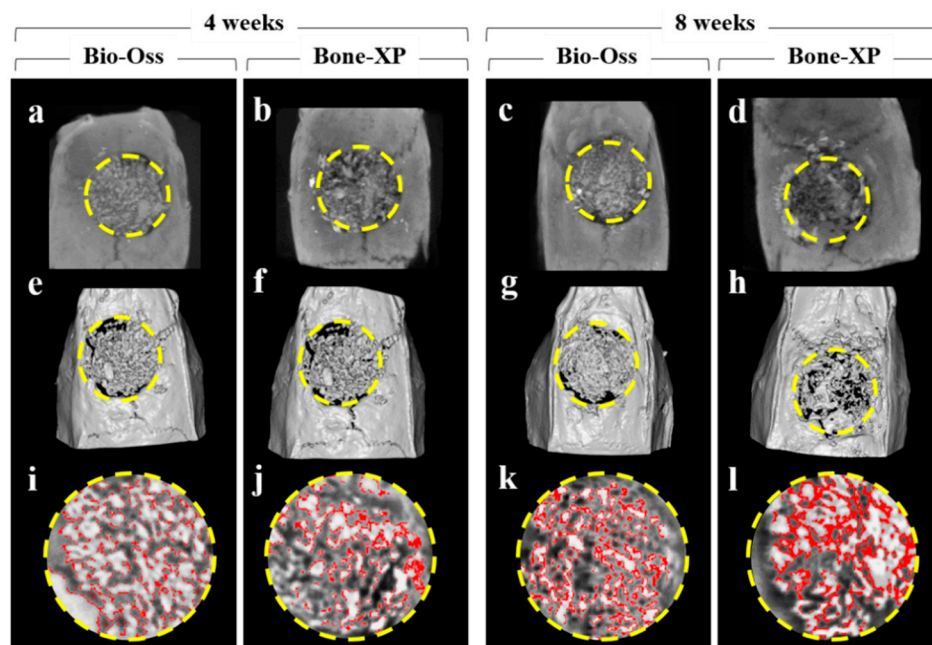 4 weeks 8 weeks
Bio-Oss Bone-XP Bio-Oss Bone-XP
a b c d
e f g h
i j k l